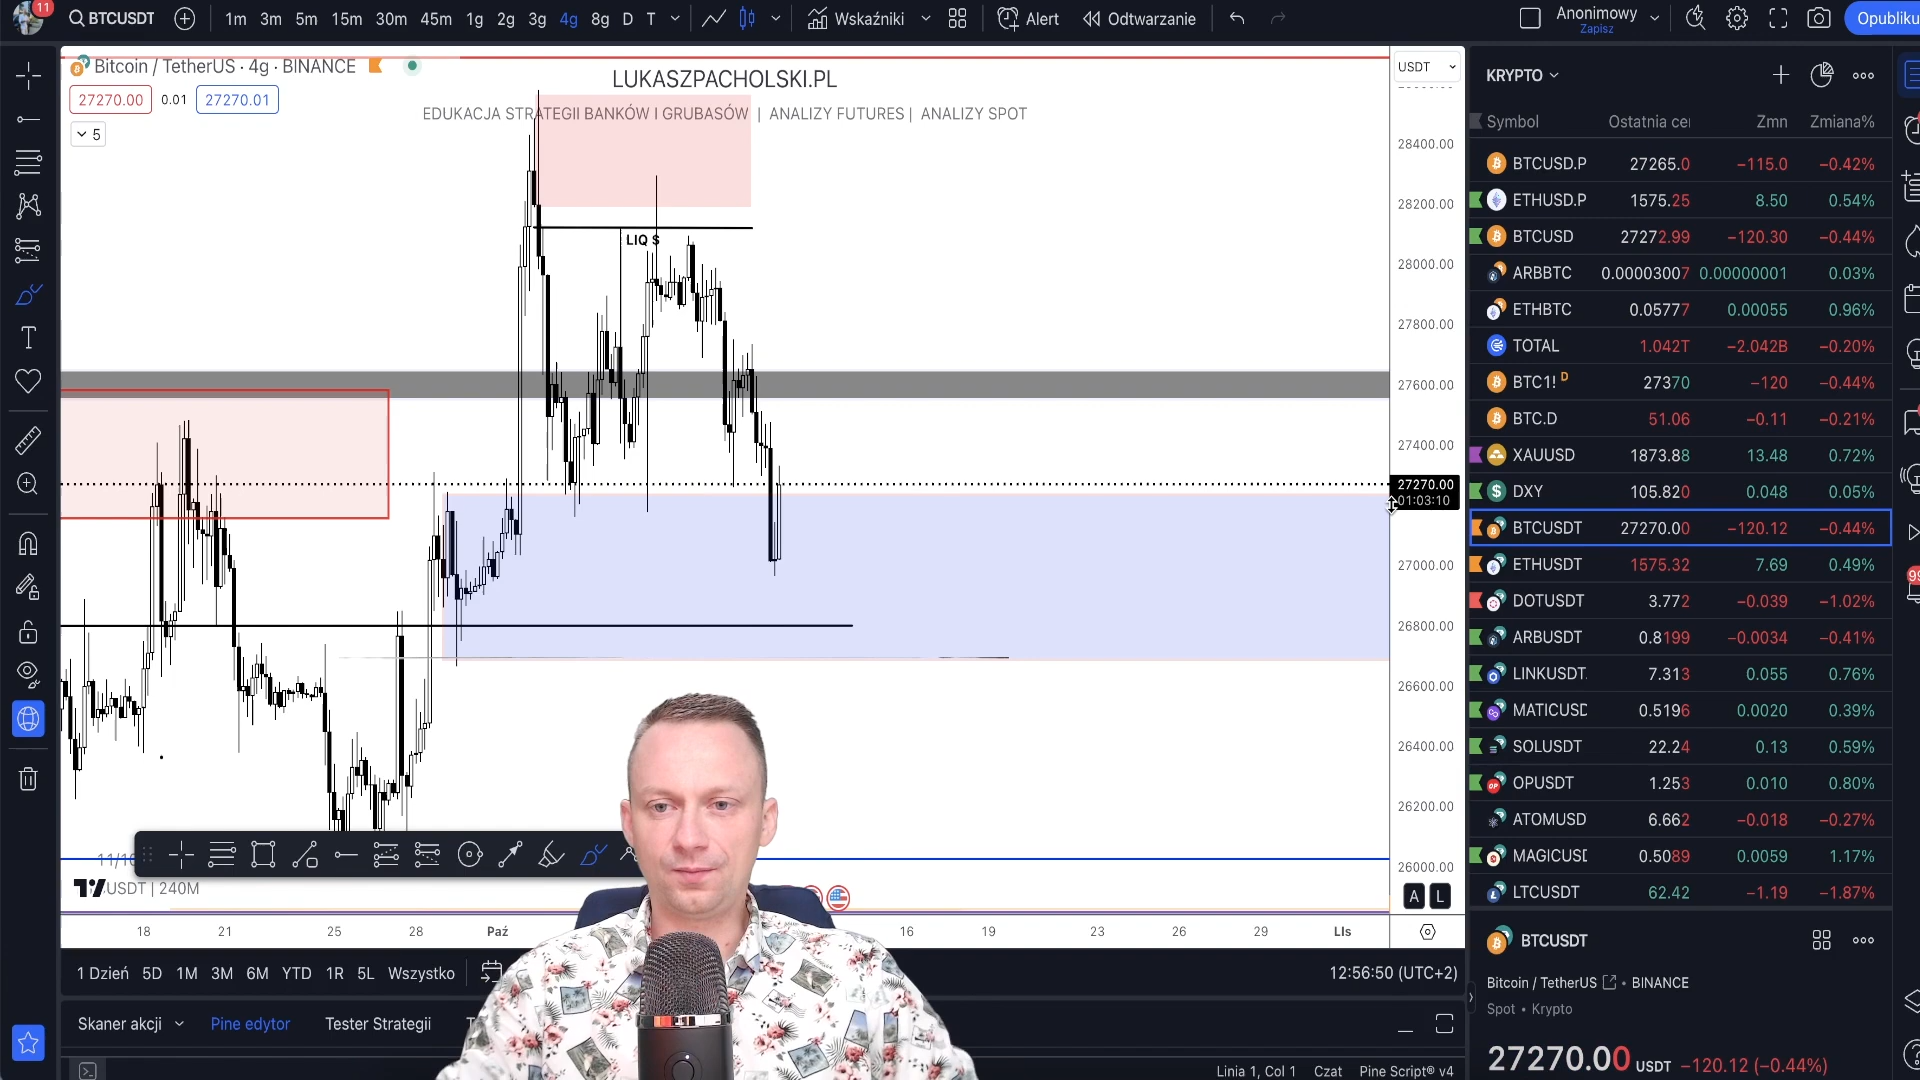 11
BTCUSDT
1m 3m 5m 15m 30m 45m 1g 2g 3g 4g 8g D T
Wskaźniki
Alert
Odtwarzanie
Anonimowy
Zapisz
Opubliku
Bitcoin / TetherUS · 4g · BINANCE
27270.00 0.01 27270.01
5
LUKASZPACHOLSKI.PL
EDUKACJA STRATEGII BANKÓW I GRUBASÓW | ANALIZY FUTURES | ANALIZY SPOT
LIQ $
USDT
28400.00
28200.00
28000.00
27800.00
27600.00
27400.00
27270.00
01:03:10
27000.00
26800.00
26600.00
26400.00
26200.00
26000.00
A L
11/10
USDT | 240M
18 21 25 28 Paź 16 19 23 26 29 LIs
1 Dzień 5D 1M 3M 6M YTD 1R 5L Wszystko
12:56:50 (UTC+2)
Skaner akcji Pine edytor Tester Strategii
Linia 1, Col 1 Czat Pine Script® v4
KRYPTO
Symbol Ostatnia cei Zmn Zmiana%
BTCUSD.P 27265.0 −115.0 −0.42%
ETHUSD.P 1575.25 8.50 0.54%
BTCUSD 27272.99 −120.30 −0.44%
ARBBTC 0.00003007 0.00000001 0.03%
ETHBTC 0.05777 0.00055 0.96%
TOTAL 1.042T −2.042B −0.20%
BTC1! D 27370 −120 −0.44%
BTC.D 51.06 −0.11 −0.21%
XAUUSD 1873.88 13.48 0.72%
DXY 105.820 0.048 0.05%
BTCUSDT 27270.00 −120.12 −0.44%
ETHUSDT 1575.32 7.69 0.49%
DOTUSDT 3.772 −0.039 −1.02%
ARBUSDT 0.8199 −0.0034 −0.41%
LINKUSDT 7.313 0.055 0.76%
MATICUSD 0.5196 0.0020 0.39%
SOLUSDT 22.24 0.13 0.59%
OPUSDT 1.253 0.010 0.80%
ATOMUSD 6.662 −0.018 −0.27%
MAGICUSD 0.5089 0.0059 1.17%
LTCUSDT 62.42 −1.19 −1.87%
BTCUSDT
Bitcoin / TetherUS • BINANCE
Spot • Krypto
27270.00 USDT −120.12 (−0.44%)